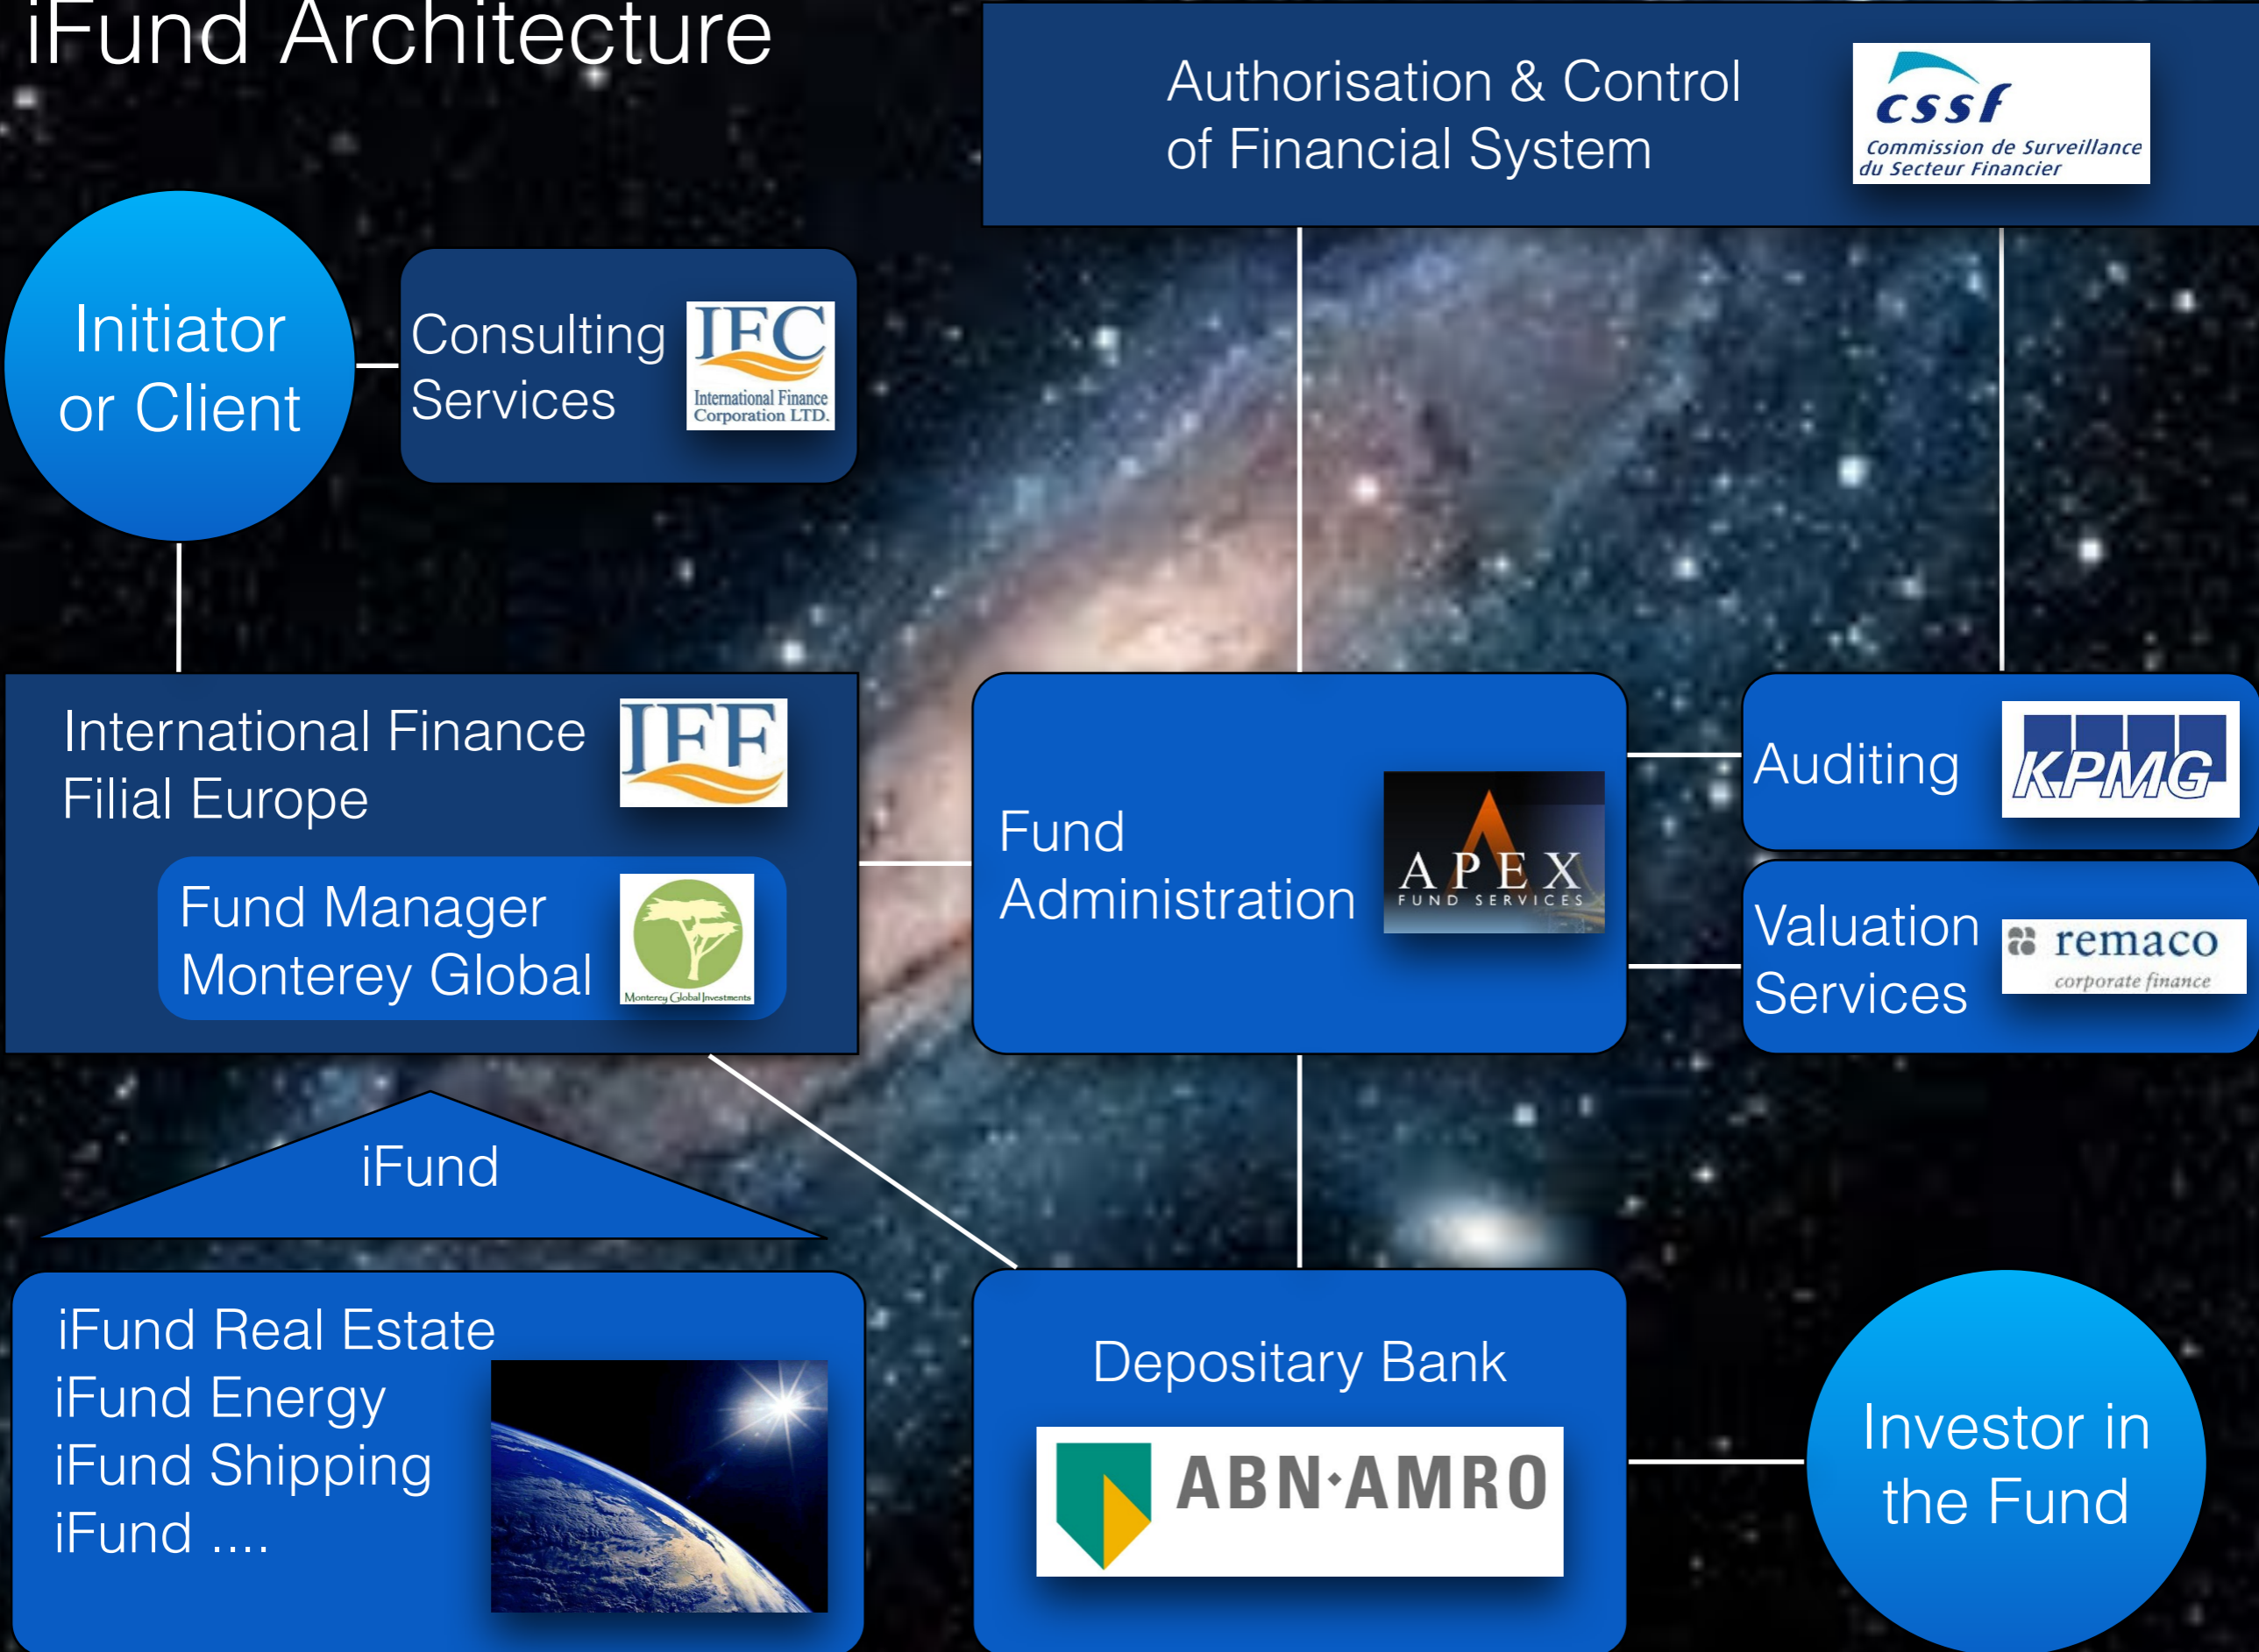 iFund Architecture
Authorisation & Control
of Financial System
cssf
Commission de Surveillance
du Secteur Financier
Initiator
or Client
Consulting
Services
IFC
International Finance
Corporation LTD.
International Finance
Filial Europe
IFF
Fund Manager
Monterey Global
Monterey Global Investments
Fund
Administration
APEX
FUND SERVICES
Auditing
KPMG
Valuation
Services
remaco
corporate finance
iFund
iFund Real Estate
iFund Energy
iFund Shipping
iFund ....
Depositary Bank
ABN·AMRO
Investor in
the Fund